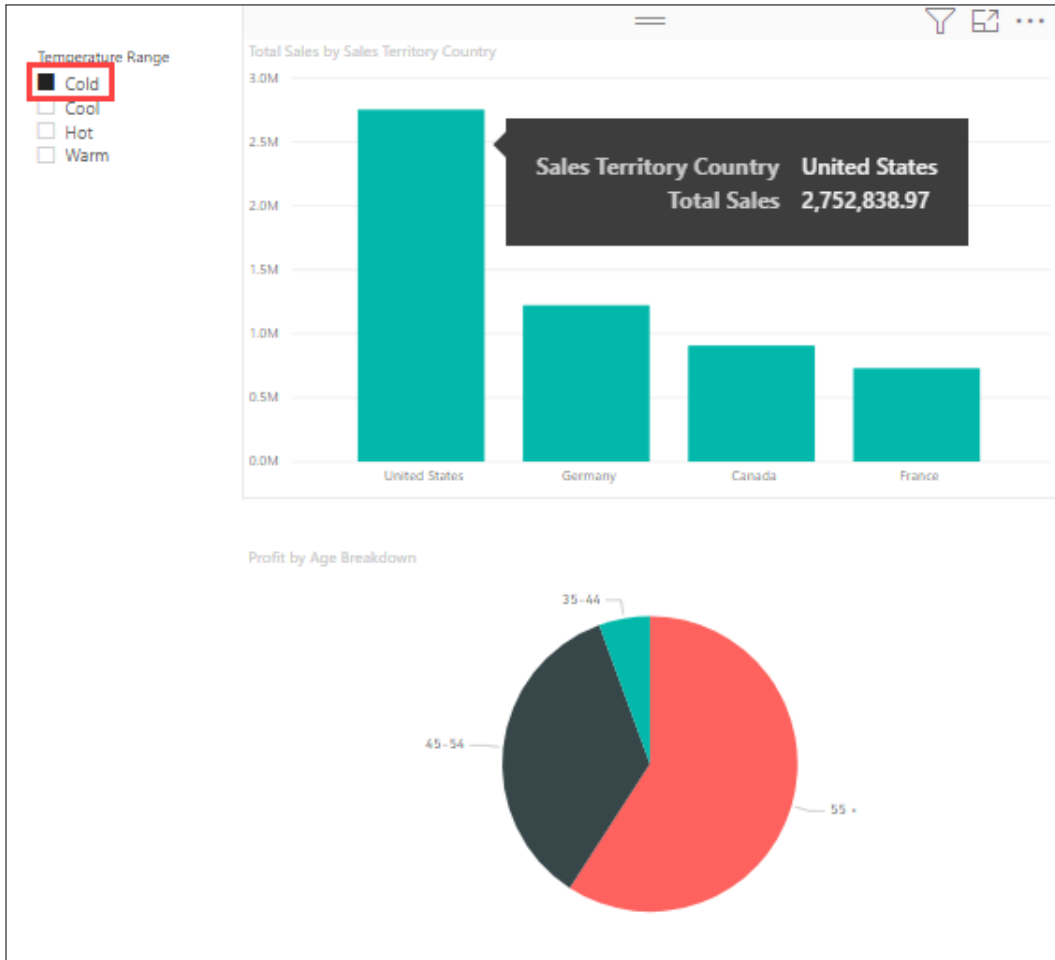 Temperature Range
Cold
Cool
Hot
Warm
Total Sales by Sales Territory Country
3.0M
2.5M
2.0M
1.5M
1.0M
0.5M
0.0M
Sales Territory Country United States
Total Sales 2,752,838.97
United States Germany Canada France
Profit by Age Breakdown
35-44
45-54
55 +